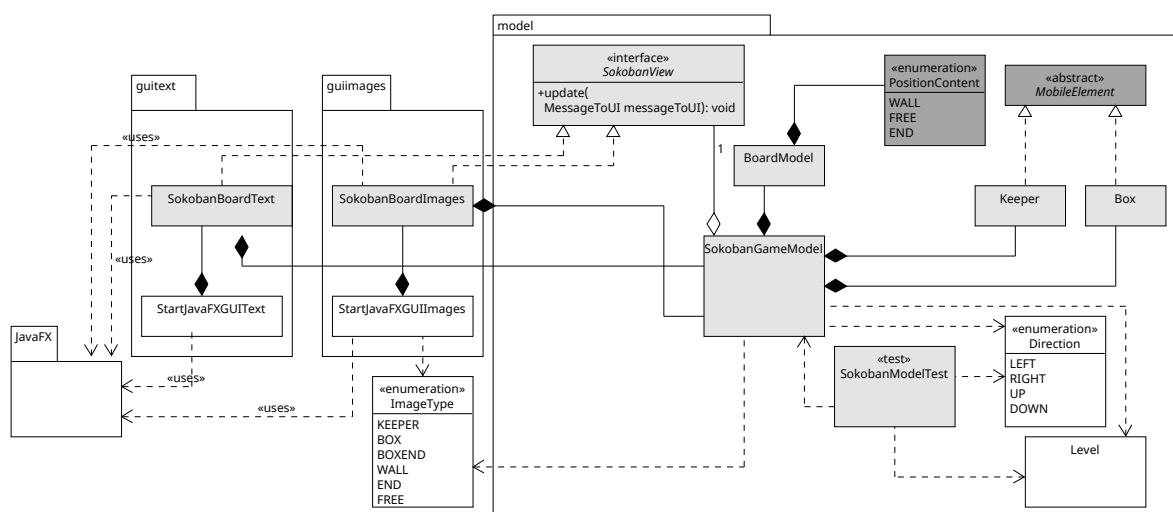 model
«interface»
SokobanView
+update(
MessageToUI messageToUI): void
«enumeration»
PositionContent
WALL
FREE
END
«abstract»
MobileElement
guitext
guiimages
«uses»
1
BoardModel
SokobanBoardText
SokobanBoardImages
Keeper
Box
SokobanGameModel
«uses»
StartJavaFXGUIText
StartJavaFXGUIImages
JavaFX
«enumeration»
Direction
LEFT
RIGHT
UP
DOWN
«test»
SokobanModelTest
«uses»
«enumeration»
ImageType
KEEPER
BOX
BOXEND
WALL
END
FREE
«uses»
Level